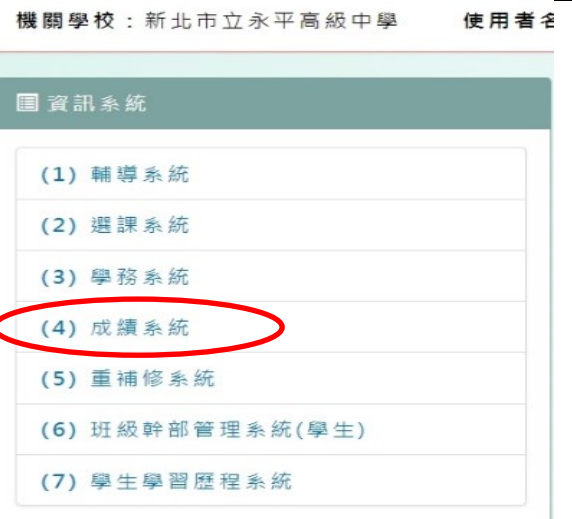 機關學校：新北市立永平高級中學 使用者
資訊系統
(1) 輔導系統
(2) 選課系統
(3) 學務系統
(4) 成績系統
(5) 重補修系統
(6) 班級幹部管理系統(學生)
(7) 學生學習歷程系統